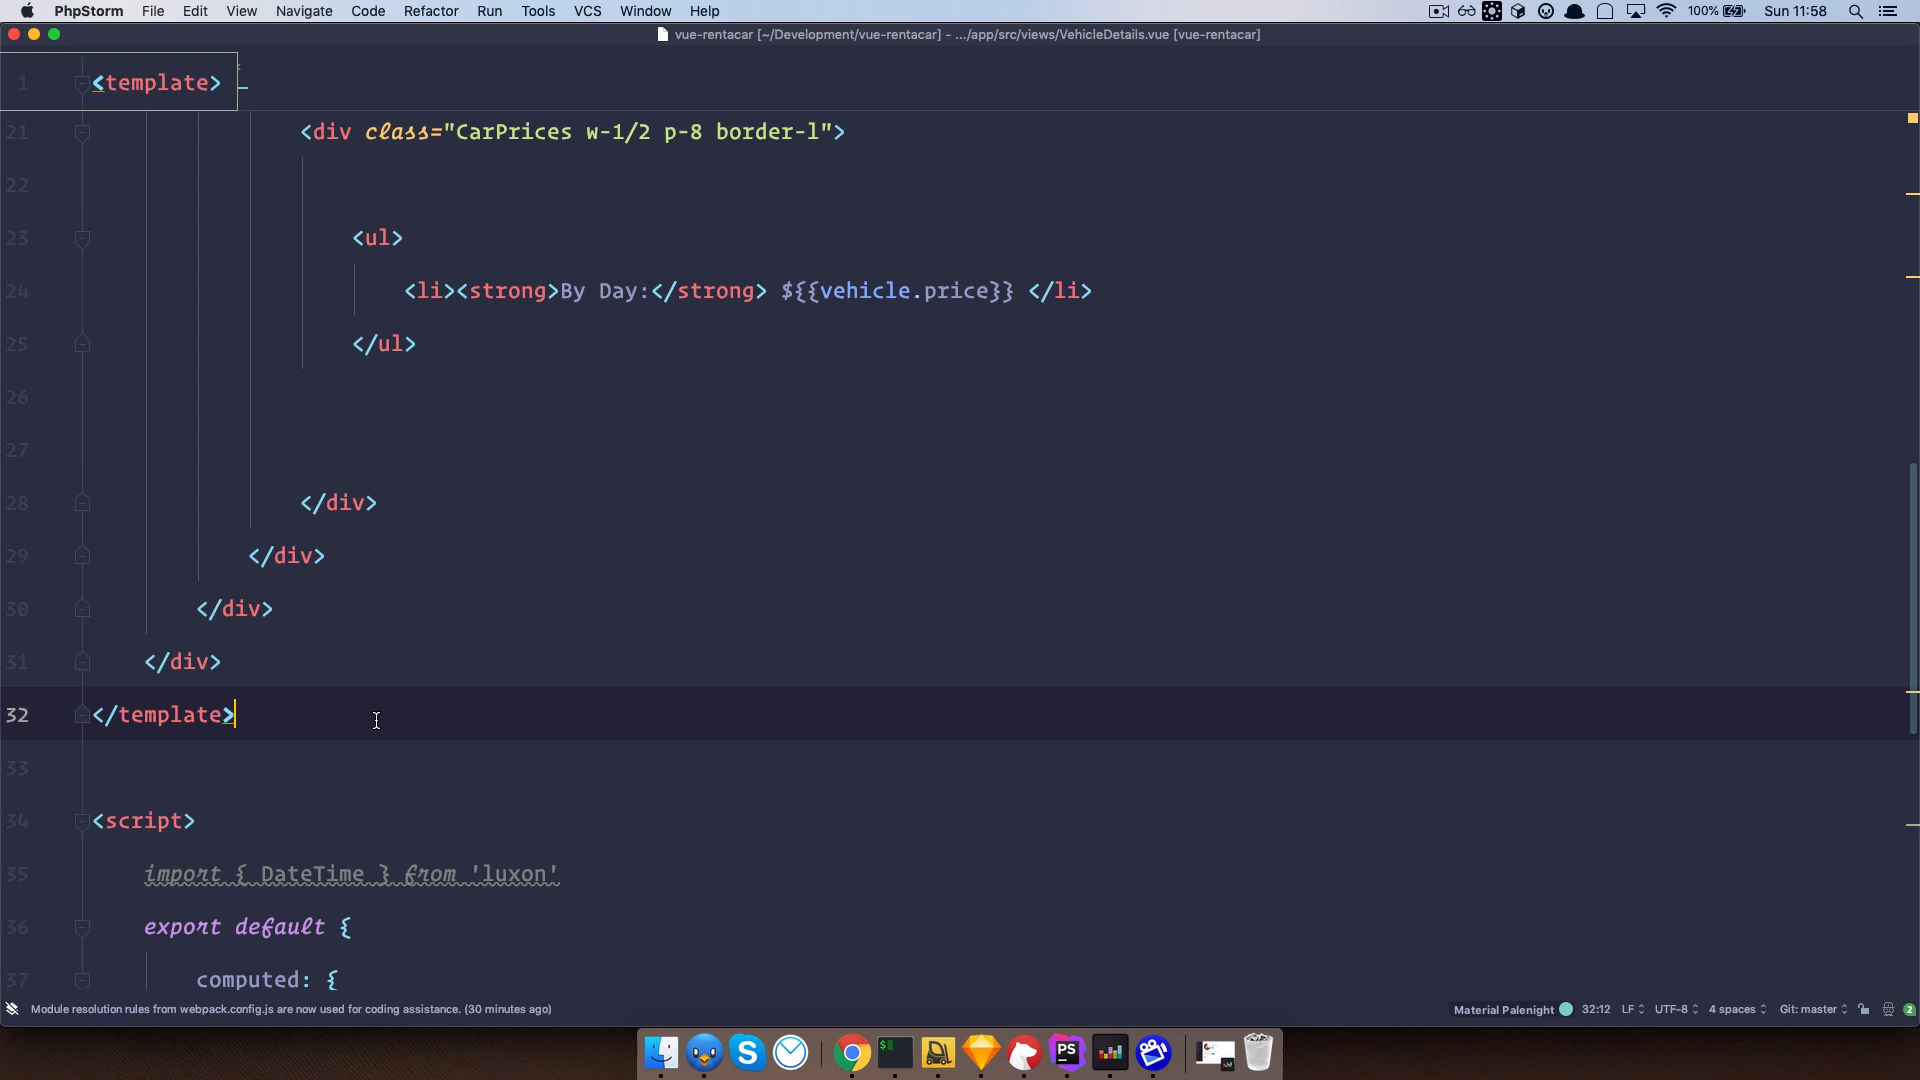 PhpStorm File Edit View Navigate Code Refactor Run Tools VCS Window Help 100% Sun 11:58
vue-rentacar [~/Development/vue-rentacar] - .../app/src/views/VehicleDetails.vue [vue-rentacar]
1 <template>
21 <div class="CarPrices w-1/2 p-8 border-l">
22
23 <ul>
24 <li><strong>By Day:</strong> ${{vehicle.price}} </li>
25 </ul>
26
27
28 </div>
29 </div>
30 </div>
31 </div>
32 </template>
33
34 <script>
35 import { DateTime } from 'luxon'
36 export default {
37 computed: {
Module resolution rules from webpack.config.js are now used for coding assistance. (30 minutes ago) Material Palenight 32:12 LF UTF-8 4 spaces Git: master 2
S $ PS